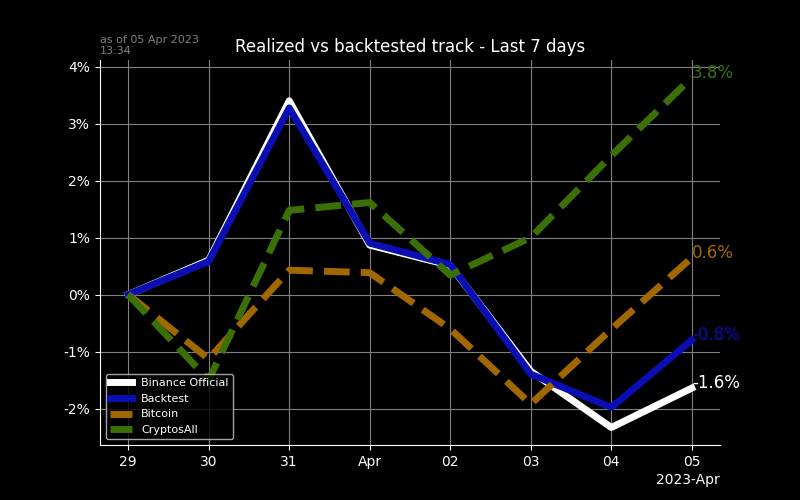 as of 05 Apr 2023
13:34
Realized vs backtested track - Last 7 days
4%
3%
2%
1%
0%
-1%
-2%
3.8%
0.6%
-0.8%
-1.6%
Binance Official
Backtest
Bitcoin
CryptosAll
29 30 31 Apr 02 03 04 05
2023-Apr